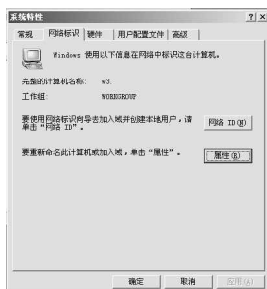 系统特性
常规 网络标识 硬件 用户配置文件 高级
Windows 使用以下信息在网络中标识这台计算机。
完整的计算机名称: w3.
工作组: WORKGROUP
要使用网络标识向导去加入域并创建本地用户，请
单击“网络 ID”。
网络 ID(N)
要重新命名此计算机或加入域，单击“属性”。
属性(R)
确定 取消 应用(A)